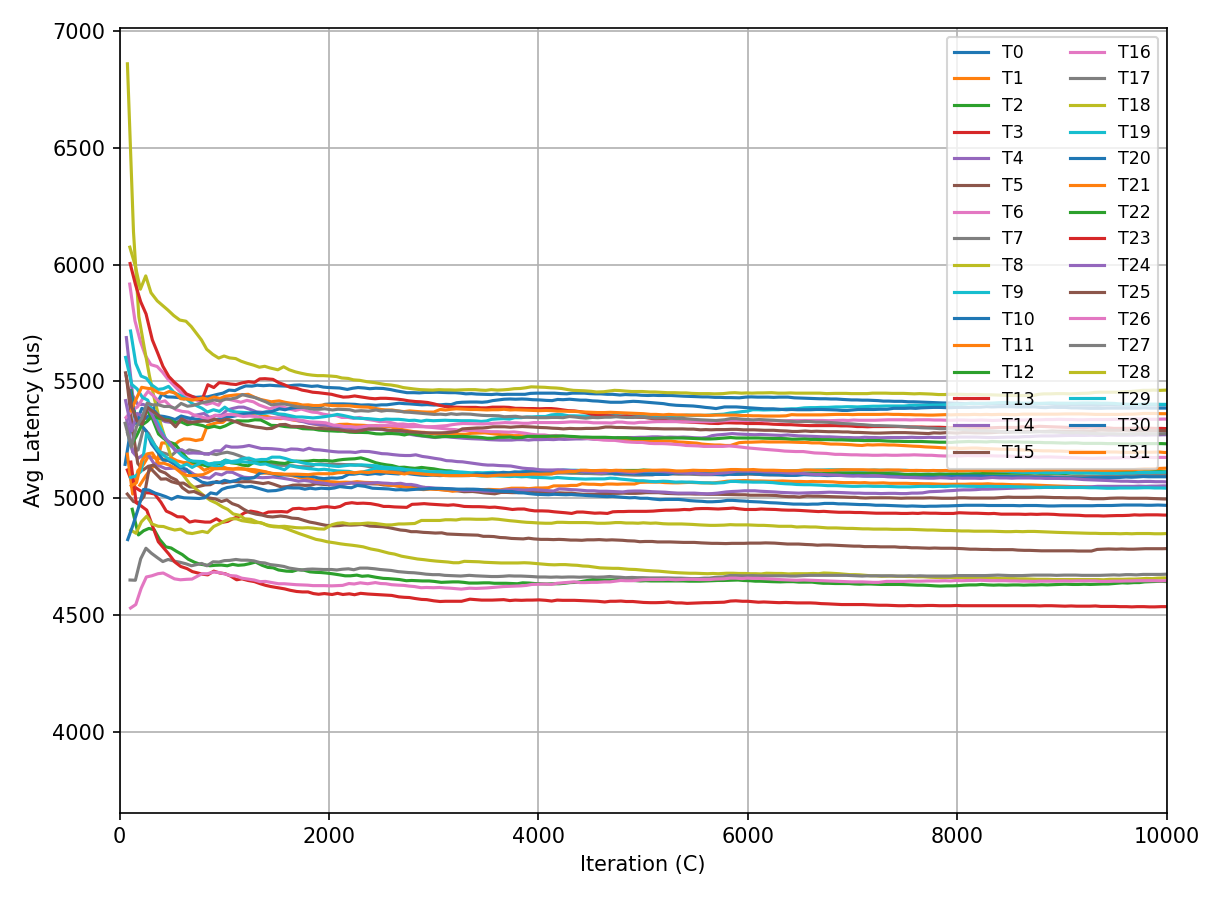 7000
6500
6000
5500
5000
4500
4000
Avg Latency (us)
0
2000
4000
6000
8000
10000
Iteration (C)
T0
T1
T2
T3
T4
T5
T6
T7
T8
T9
T10
T11
T12
T13
T14
T15
T16
T17
T18
T19
T20
T21
T22
T23
T24
T25
T26
T27
T28
T29
T30
T31